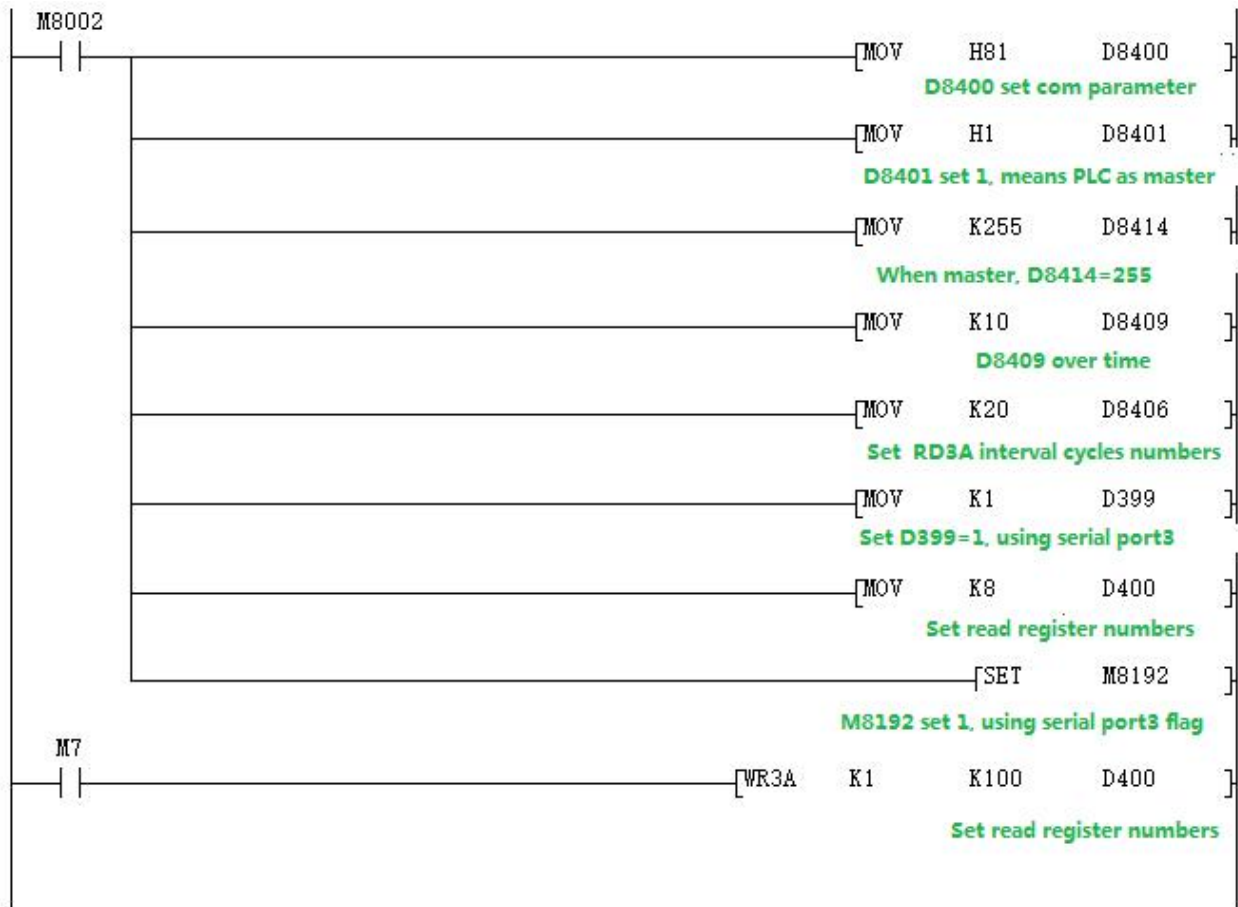 M8002
MOV H81 D8400
D8400 set com parameter
MOV H1 D8401
D8401 set 1, means PLC as master
MOV K255 D8414
When master, D8414=255
MOV K10 D8409
D8409 over time
MOV K20 D8406
Set RD3A interval cycles numbers
MOV K1 D399
Set D399=1, using serial port3
MOV K8 D400
Set read register numbers
SET M8192
M8192 set 1, using serial port3 flag
M7
WR3A K1 K100 D400
Set read register numbers